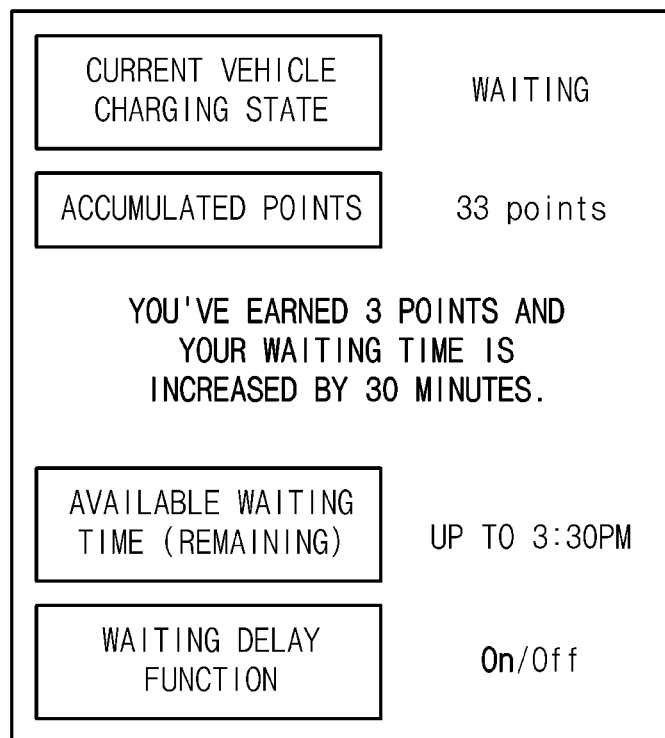 CURRENT VEHICLE
CHARGING STATE
WAITING
ACCUMULATED POINTS
33 points
YOU'VE EARNED 3 POINTS AND
YOUR WAITING TIME IS
INCREASED BY 30 MINUTES.
AVAILABLE WAITING
TIME (REMAINING)
UP TO 3:30PM
WAITING DELAY
FUNCTION
On/Off